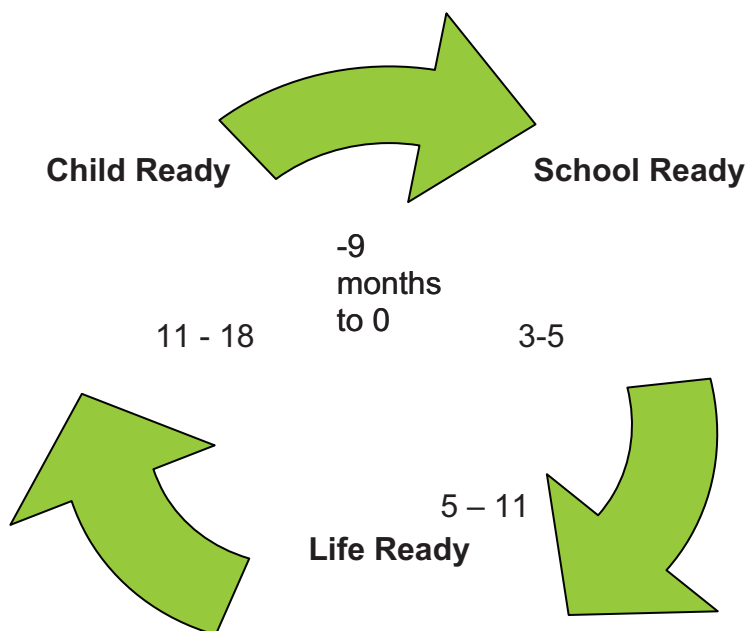 Child Ready
School Ready
-9
months
to 0
11 - 18
3-5
5 – 11
Life Ready